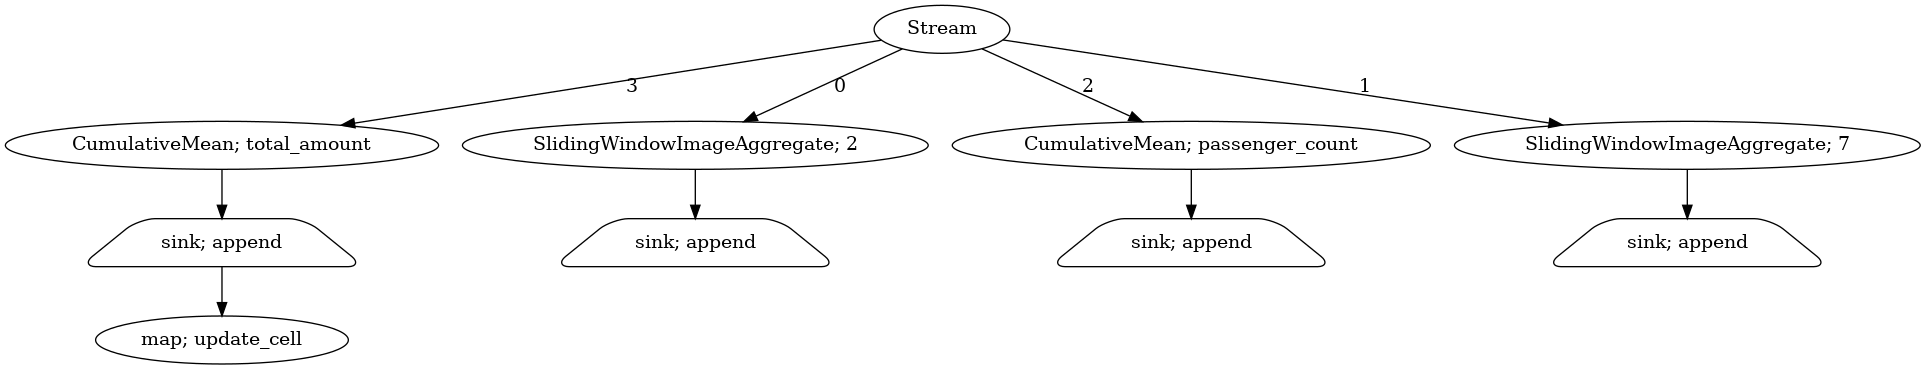 Stream
3
0
2
1
CumulativeMean; total_amount
SlidingWindowImageAggregate; 2
CumulativeMean; passenger_count
SlidingWindowImageAggregate; 7
sink; append
sink; append
sink; append
sink; append
map; update_cell